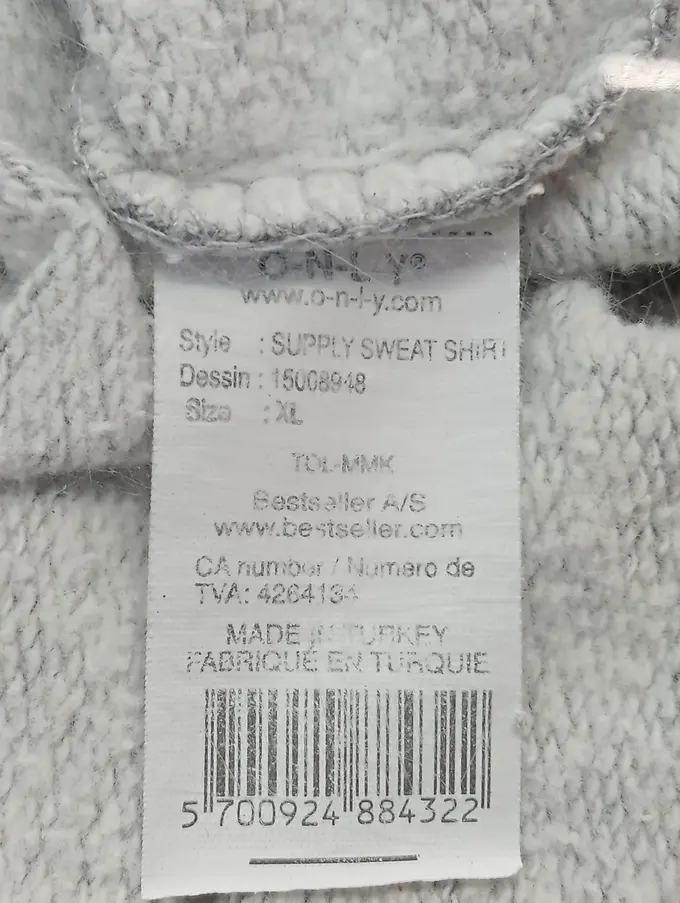 O-N-L-Y®
www.o-n-l-y.com
Style : SUPPLY SWEAT SHIRT
Dessin : 15008948
Size : XL
TOL-MMK
Bestseller A/S
www.bestseller.com
CA number / Numero de
TVA: 4264134
MADE IN TURKEY
FABRIQUÉ EN TURQUIE
5 700924 884322